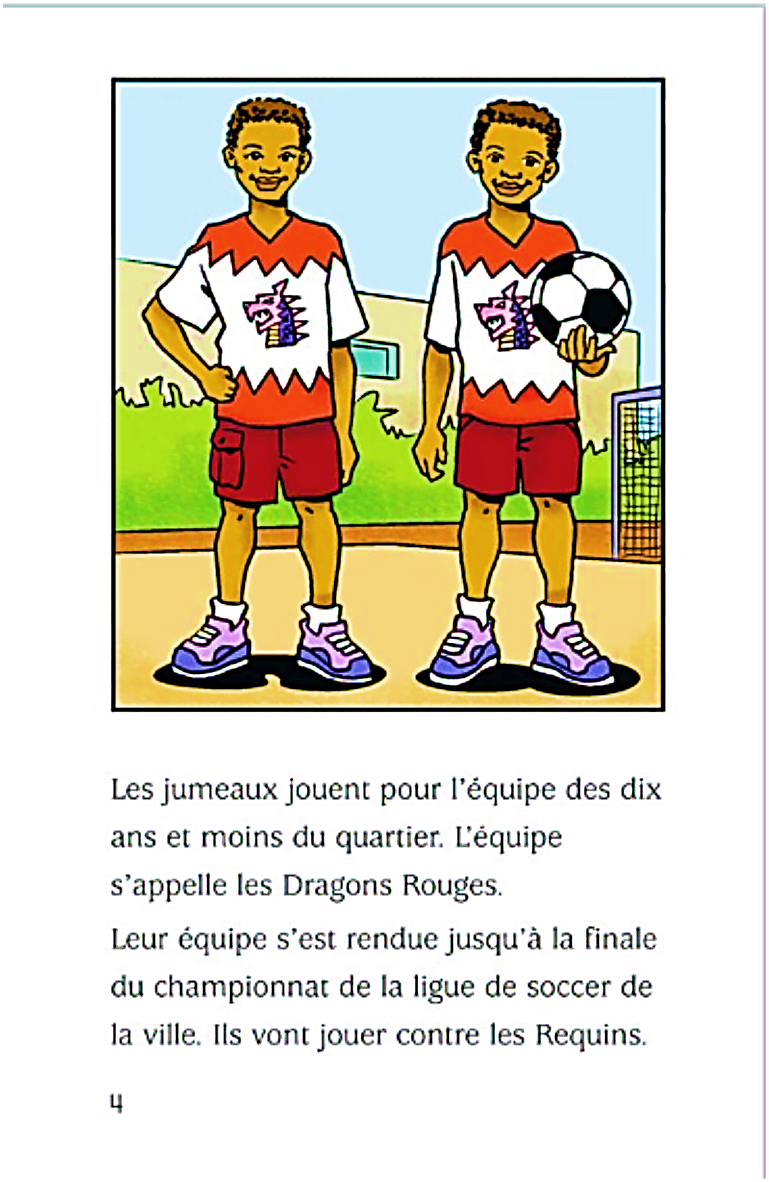 Les jumeaux jouent pour l'équipe des dix
ans et moins du quartier. L'équipe
s'appelle les Dragons Rouges.
Leur équipe s'est rendue jusqu'à la finale
du championnat de la ligue de soccer de
la ville. Ils vont jouer contre les Requins.
4